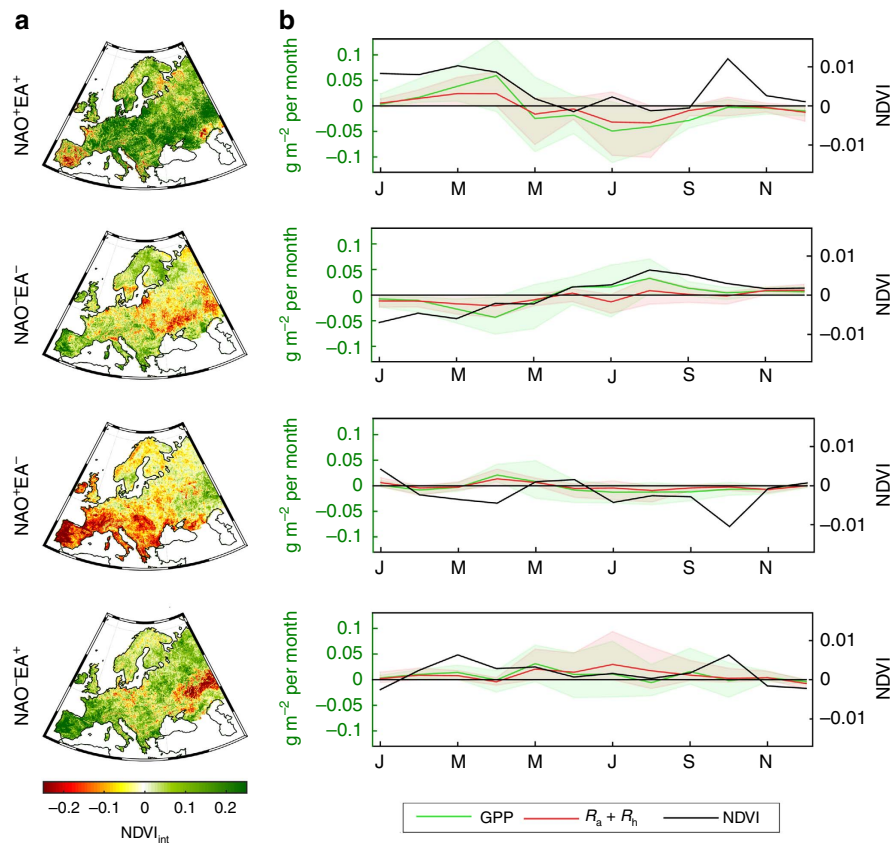 a
b
NAO⁺EA⁺
g m⁻² per month
0.1
0.05
0
−0.05
−0.1
0.01
0
−0.01
NDVI
J M M J S N
NAO⁻EA⁻
g m⁻² per month
0.1
0.05
0
−0.05
−0.1
0.01
0
−0.01
NDVI
J M M J J S N
NAO⁺EA⁻
g m⁻² per month
0.1
0.05
0
−0.05
−0.1
0.01
0
−0.01
NDVI
J M M J S N
NAO⁻EA⁺
g m⁻² per month
0.1
0.05
0
−0.05
−0.1
0.01
0
−0.01
NDVI
J M M J S N
−0.2 −0.1 0 0.1 0.2
NDVIint
GPP Ra + Rh NDVI